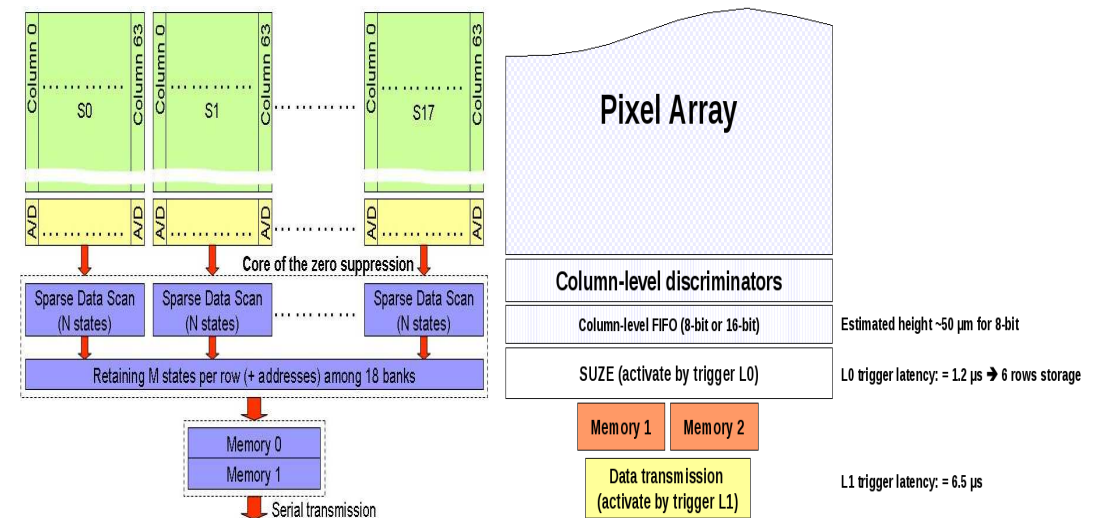 Column 0
Column 63
Column 0
Column 63
Column 0
Column 63
............
S0
............
S1
............
............
S17
A/D
............
A/D
A/D
............
A/D
............
A/D
............
A/D
Core of the zero suppression
Sparse Data Scan
(N states)
Sparse Data Scan
(N states)
............
Sparse Data Scan
(N states)
Retaining M states per row (+ addresses) among 18 banks
Memory 0
Memory 1
Serial transmission
Pixel Array
Column-level discriminators
Column-level FIFO (8-bit or 16-bit)
Estimated height ~50 µm for 8-bit
SUZE (activate by trigger L0)
L0 trigger latency: = 1.2 µs ➔ 6 rows storage
Memory 1
Memory 2
Data transmission
(activate by trigger L1)
L1 trigger latency: = 6.5 µs